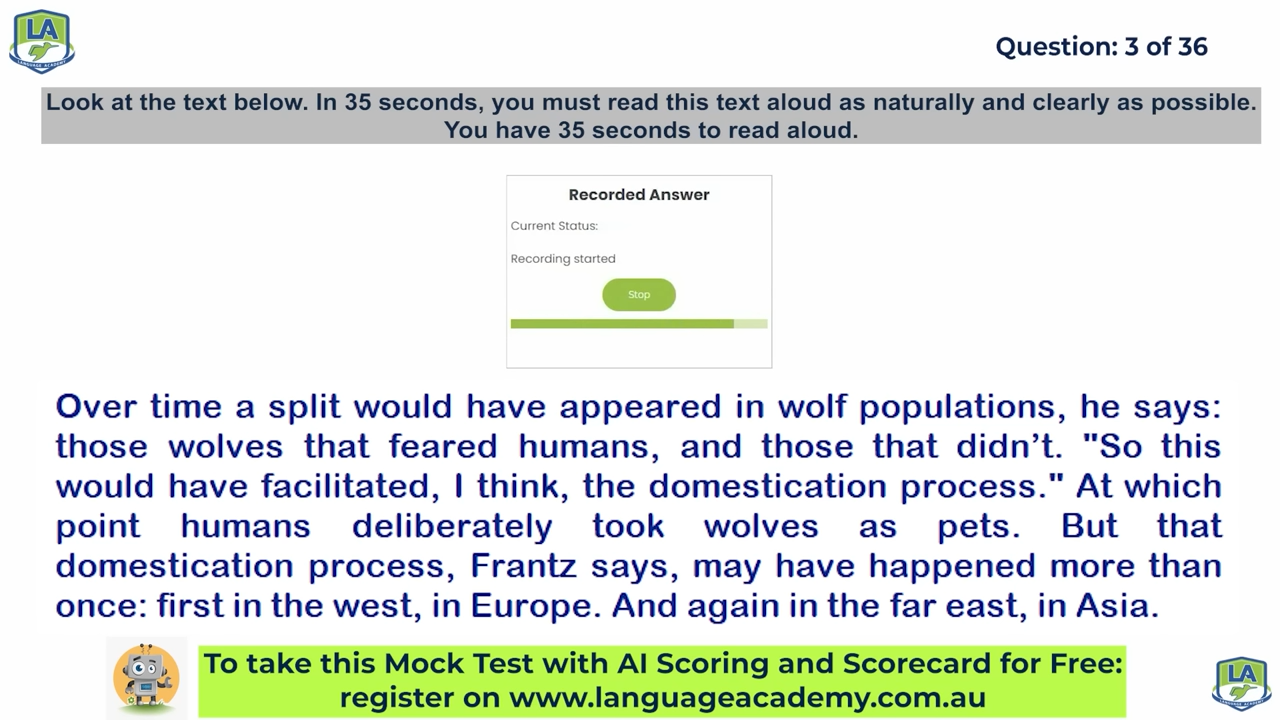 LA
LANGUAGE ACADEMY
Question: 3 of 36
Look at the text below. In 35 seconds, you must read this text aloud as naturally and clearly as possible.
You have 35 seconds to read aloud.
Recorded Answer
Current Status:
Recording started
Stop
Over time a split would have appeared in wolf populations, he says:
those wolves that feared humans, and those that didn’t. "So this
would have facilitated, I think, the domestication process." At which
point humans deliberately took wolves as pets. But that
domestication process, Frantz says, may have happened more than
once: first in the west, in Europe. And again in the far east, in Asia.
To take this Mock Test with AI Scoring and Scorecard for Free:
register on www.languageacademy.com.au
LA
LANGUAGE ACADEMY